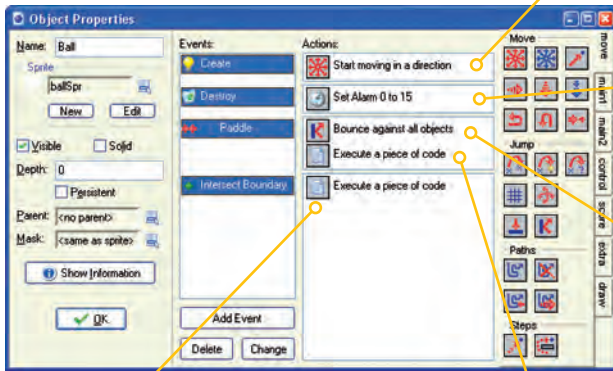 Object Properties
Name: Ball
Sprite
ballSpr
New Edit
Visible Solid
Depth: 0
Persistent
Parent: <no parent>
Mask: <same as sprite>
Show Information
OK
Events:
Create
Destroy
Paddle
Intersect Boundary
Add Event
Delete Change
Actions:
Start moving in a direction
Set Alarm 0 to 15
Bounce against all objects
Execute a piece of code
Execute a piece of code
Move
Jump
Paths
Steps
move
main1
main2
control
score
extra
draw